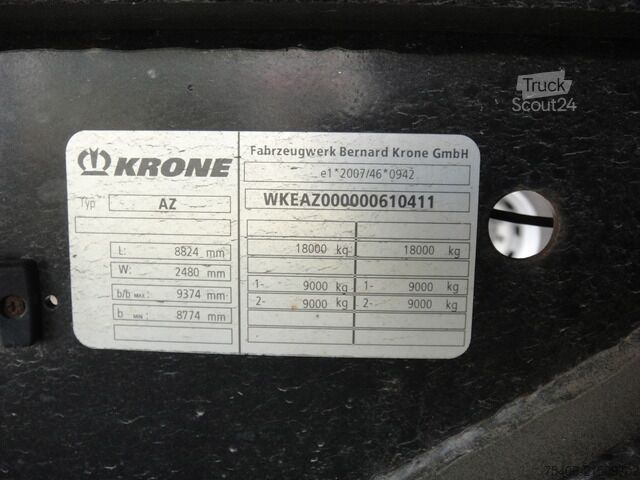 Truck
Scout24
KRONE
Typ AZ
L: 8824 mm
W: 2480 mm
b/b MAX: 9374 mm
b MIN: 8774 mm
Fahrzeugwerk Bernard Krone GmbH
e1*2007/46*0942
WKEAZ000000610411
18000 kg 18000 kg
1- 9000 kg 1- 9000 kg
2- 9000 kg 2- 9000 kg